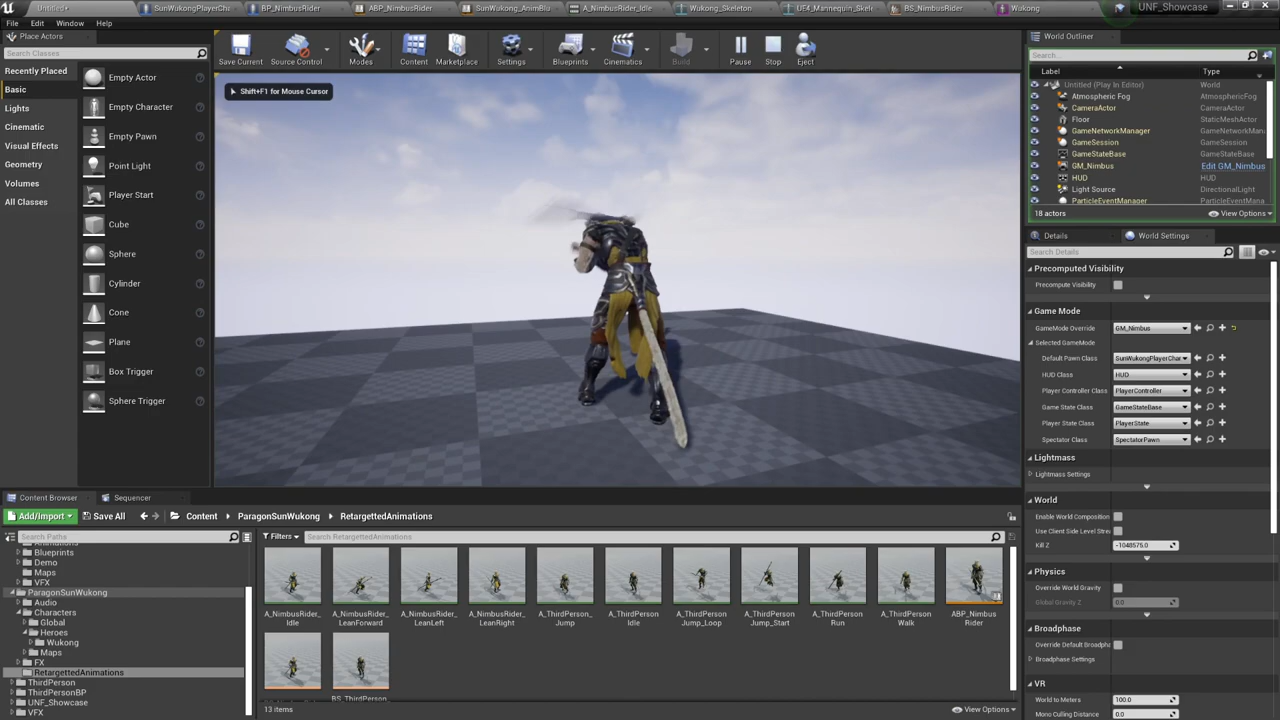 Untitled*
SunWukongPlayerCha
BP_NimbusRider
ABP_NimbusRider
SunWukong_AnimBlu
A_NimbusRider_Idle
Wukong_Skeleton
UE4_Mannequin_Skele
BS_NimbusRider
Wukong
UNF_Showcase
File Edit Window Help
Place Actors
Search Classes
Recently Placed
Basic
Lights
Cinematic
Visual Effects
Geometry
Volumes
All Classes
Empty Actor
Empty Character
Empty Pawn
Point Light
Player Start
Cube
Sphere
Cylinder
Cone
Plane
Box Trigger
Sphere Trigger
Save Current
Source Control
Modes
Content
Marketplace
Settings
Blueprints
Cinematics
Build
Pause
Stop
Eject
Shift+F1 for Mouse Cursor
World Outliner
Search...
Label Type
Untitled (Play In Editor) World
Atmospheric Fog AtmosphericFog
CameraActor CameraActor
Floor StaticMeshActor
GameNetworkManager GameNetworkMan
GameSession GameSession
GameStateBase GameStateBase
GM_Nimbus Edit GM_Nimbus
HUD HUD
Light Source DirectionalLight
ParticleEventManager ParticleEventMana
18 actors View Options
Details World Settings
Search Details
Precomputed Visibility
Precompute Visibility
Game Mode
GameMode Override GM_Nimbus
Selected GameMode
Default Pawn Class SunWukongPlayerChar
HUD Class HUD
Player Controller Class PlayerController
Game State Class GameStateBase
Player State Class PlayerState
Spectator Class SpectatorPawn
Lightmass
Lightmass Settings
World
Enable World Composition
Use Client Side Level Stre
Kill Z -1048575.0
Physics
Override World Gravity
Global Gravity Z 0.0
Broadphase
Override Default Broadpha
Broadphase Settings
VR
World to Meters 100.0
Mono Culling Distance 0.0
Content Browser Sequencer
Add/Import Save All Content ParagonSunWukong RetargettedAnimations
Search Paths
Filters Search RetargettedAnimations
Blueprints
Demo
Maps
VFX
ParagonSunWukong
Audio
Characters
Global
Heroes
Wukong
Maps
FX
RetargettedAnimations
ThirdPerson
ThirdPersonBP
UNF_Showcase
VFX
A_NimbusRider_
Idle
A_NimbusRider_
LeanForward
A_NimbusRider_
LeanLeft
A_NimbusRider_
LeanRight
A_ThirdPerson
Jump
A_ThirdPerson
Idle
A_ThirdPerson
Jump_Loop
A_ThirdPerson
Jump_Start
A_ThirdPerson
Run
A_ThirdPerson
Walk
ABP_Nimbus
Rider
BS_ThirdPerson_
13 items View Options